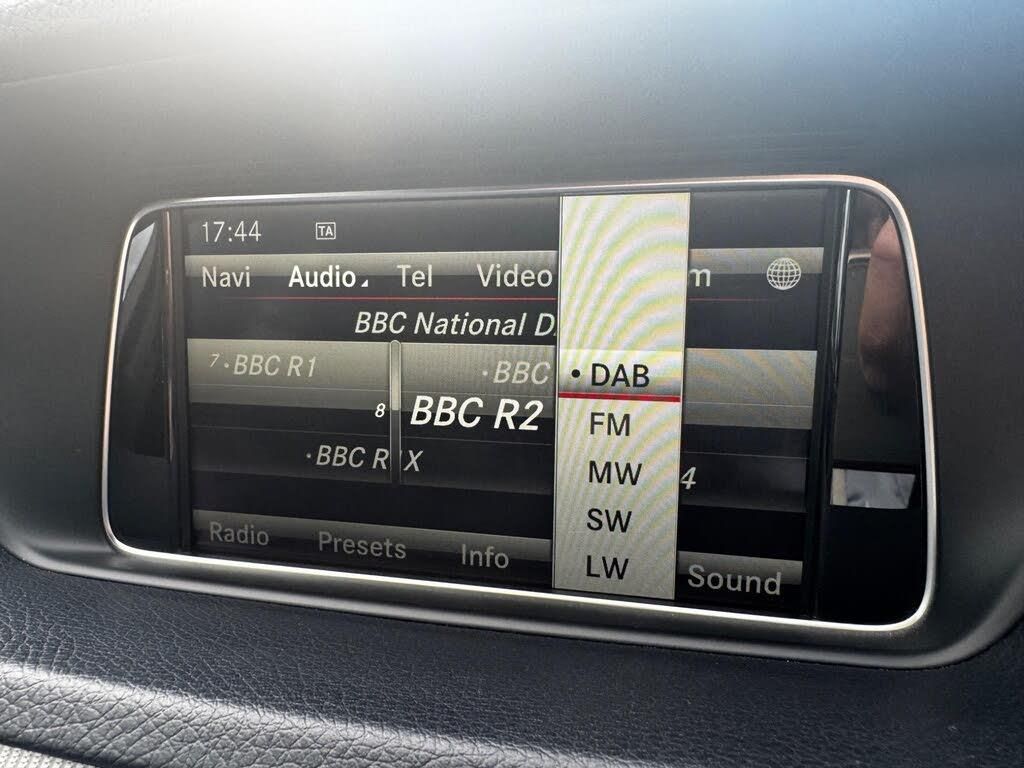 17:44 TA
Navi Audio Tel Video m
BBC National D
7 · BBC R1 · BBC
8 BBC R2
· BBC R1X 4
• DAB
FM
MW
SW
LW
Radio Presets Info Sound